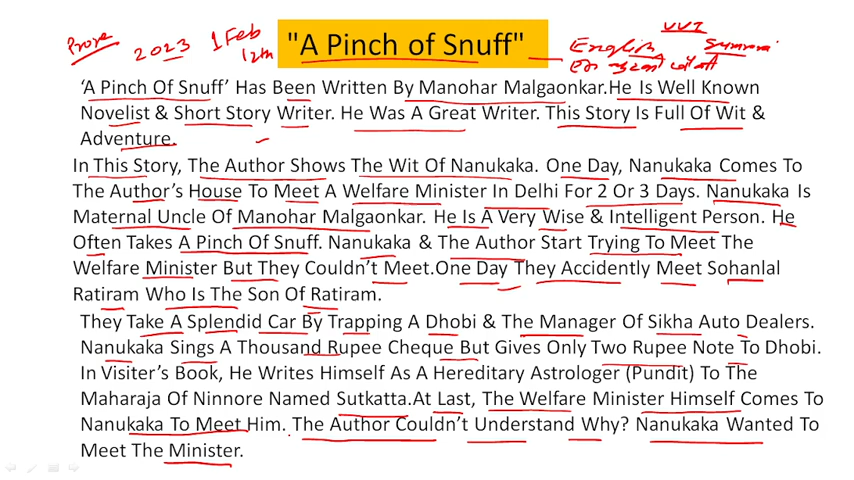 VVI
Prose 2023 1 Feb
12th
"A Pinch of Snuff"
English Summary
'A Pinch Of Snuff' Has Been Written By Manohar Malgaonkar.He Is Well Known
Novelist & Short Story Writer. He Was A Great Writer. This Story Is Full Of Wit &
Adventure.
In This Story, The Author Shows The Wit Of Nanukaka. One Day, Nanukaka Comes To
The Author's House To Meet A Welfare Minister In Delhi For 2 Or 3 Days. Nanukaka Is
Maternal Uncle Of Manohar Malgaonkar. He Is A Very Wise & Intelligent Person. He
Often Takes A Pinch Of Snuff. Nanukaka & The Author Start Trying To Meet The
Welfare Minister But They Couldn't Meet.One Day They Accidently Meet Sohanlal
Ratiram Who Is The Son Of Ratiram.
They Take A Splendid Car By Trapping A Dhobi & The Manager Of Sikha Auto Dealers.
Nanukaka Sings A Thousand Rupee Cheque But Gives Only Two Rupee Note To Dhobi.
In Visiter's Book, He Writes Himself As A Hereditary Astrologer (Pundit) To The
Maharaja Of Ninnore Named Sutkatta.At Last, The Welfare Minister Himself Comes To
Nanukaka To Meet Him. The Author Couldn't Understand Why? Nanukaka Wanted To
Meet The Minister.